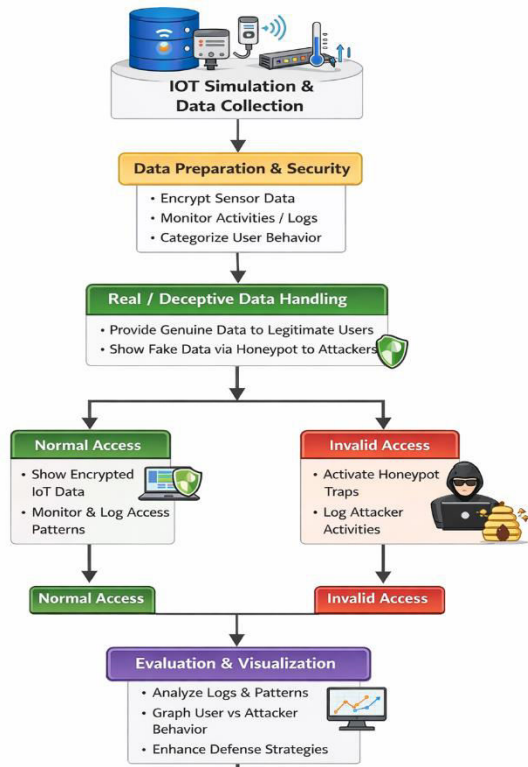 IOT Simulation &
Data Collection
Data Preparation & Security
• Encrypt Sensor Data
• Monitor Activities / Logs
• Categorize User Behavior
Real / Deceptive Data Handling
• Provide Genuine Data to Legitimate Users
• Show Fake Data via Honeypot to Attackers
Normal Access
• Show Encrypted
IoT Data
• Monitor & Log Access
Patterns
Invalid Access
• Activate Honeypot
Traps
• Log Attacker
Activities
Normal Access
Invalid Access
Evaluation & Visualization
• Analyze Logs & Patterns
• Graph User vs Attacker
Behavior
• Enhance Defense Strategies